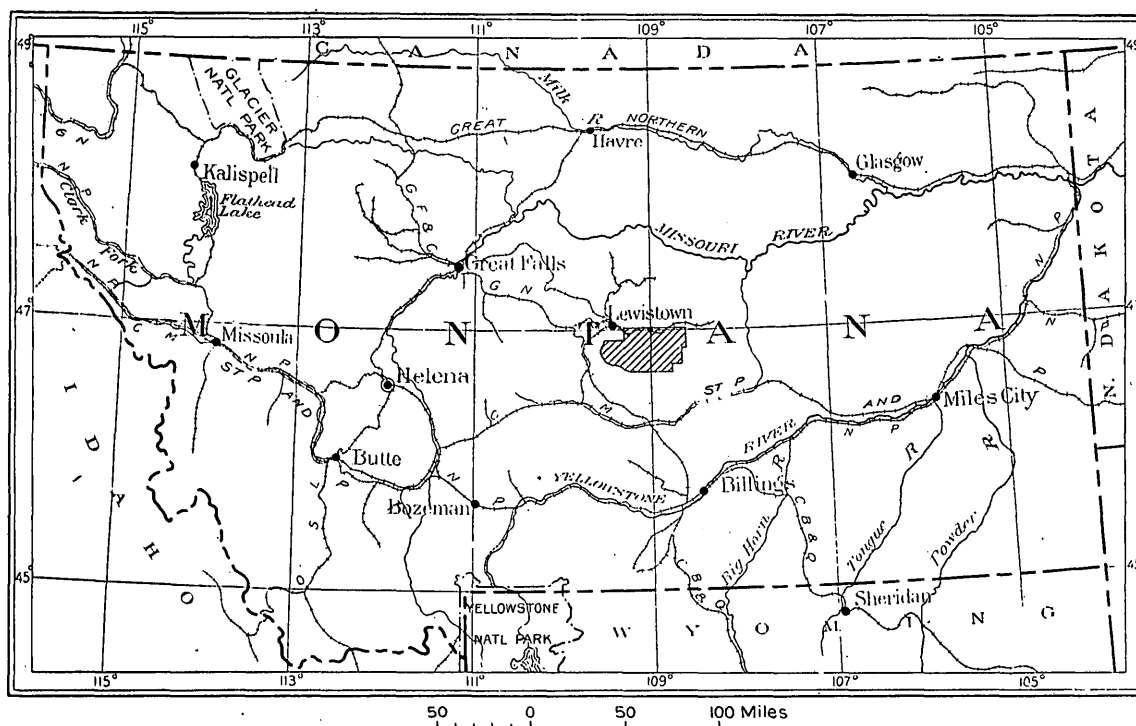 115° 113° 111° 109° 107° 105°
49° 49°
C A N A D A
GLACIER
NATL PARK
Milk R
GREAT NORTHERN
Havre
Glasgow
G N
Kalispell
Flathead
Lake
N P
Clark Fork
G F & C
MISSOURI RIVER
N. DAKOTA
N P
Great Falls
G N
Lewistown
47° 47°
M O N T A N A
N P
C M
Missoula
ST P
N P
AND
Helena
ST P
AND
N P
Miles City
C M
RIVER
Butte
N P
YELLOWSTONE
Billings
Bozeman
O S L
R
R
R
C B & Q
Big Horn
Tongue
Powder
45° 45°
C B & Q
I D A H O
YELLOWSTONE
NATL PARK
Sheridan
W Y O M I N G
115° 113° 111° 109° 107° 105°
50 0 50 100 Miles